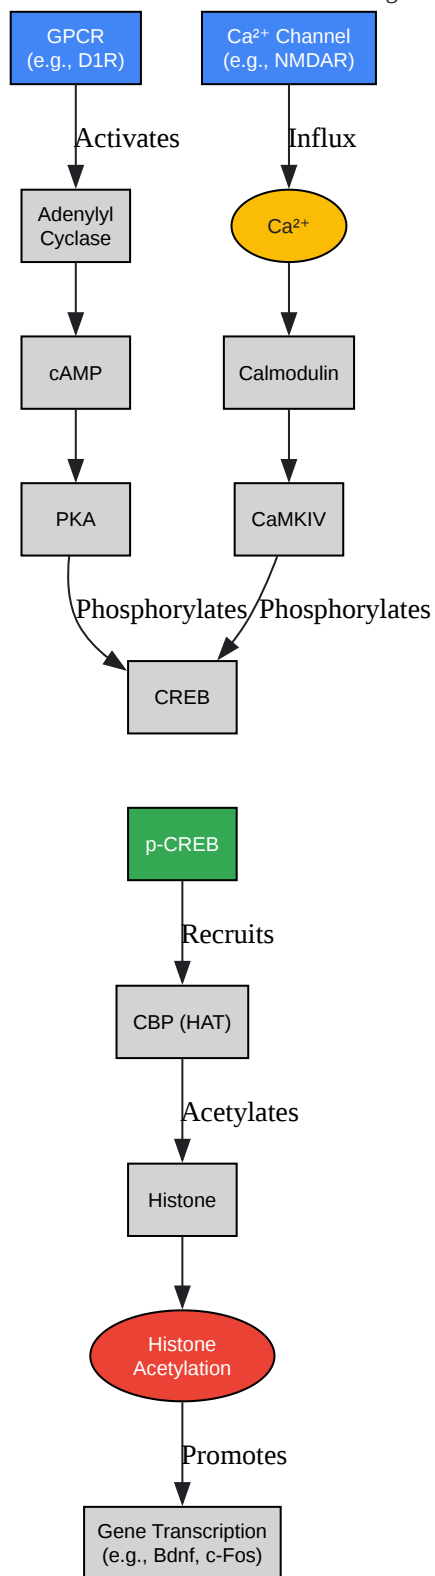 GPCR
(e.g., D1R)
Ca²⁺ Channel
(e.g., NMDAR)
Activates
Influx
Adenylyl
Cyclase
Ca²⁺
cAMP
Calmodulin
PKA
CaMKIV
Phosphorylates
Phosphorylates
CREB
p-CREB
Recruits
CBP (HAT)
Acetylates
Histone
Histone
Acetylation
Promotes
Gene Transcription
(e.g., Bdnf, c-Fos)